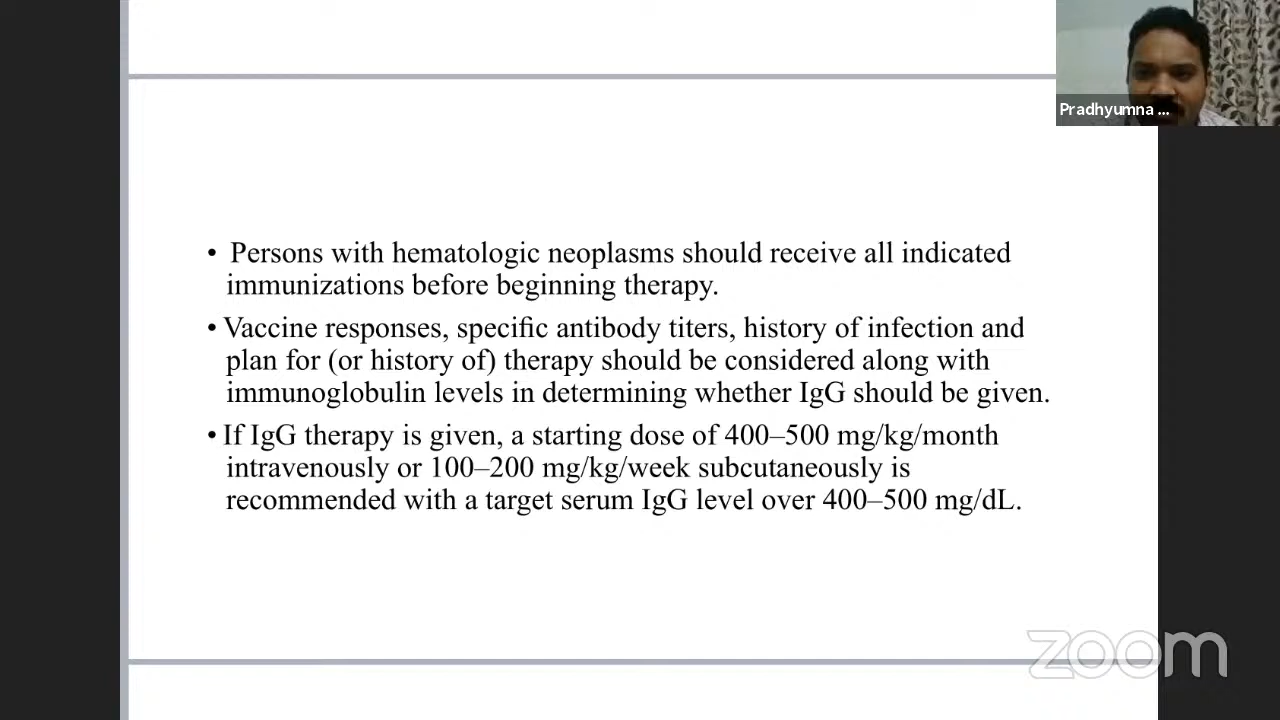 Pradhyumna ...
• Persons with hematologic neoplasms should receive all indicated
immunizations before beginning therapy.
• Vaccine responses, specific antibody titers, history of infection and
plan for (or history of) therapy should be considered along with
immunoglobulin levels in determining whether IgG should be given.
• If IgG therapy is given, a starting dose of 400–500 mg/kg/month
intravenously or 100–200 mg/kg/week subcutaneously is
recommended with a target serum IgG level over 400–500 mg/dL.
zoom